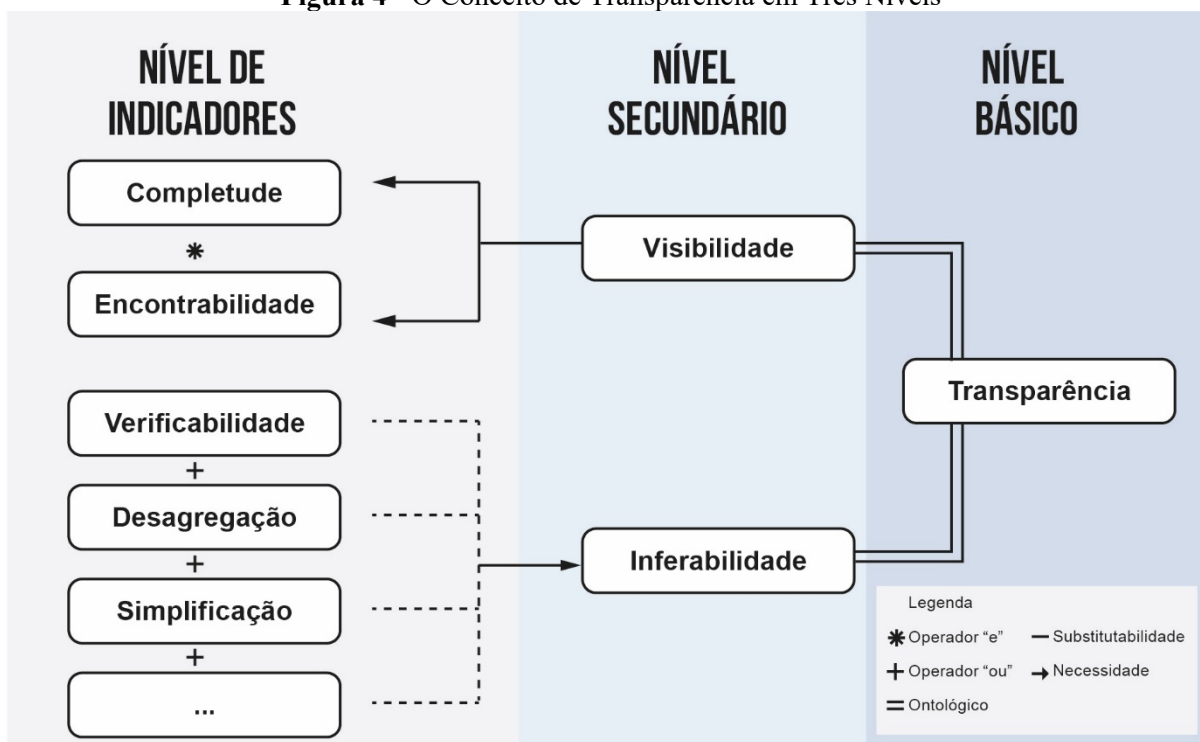 Figura 4 - O Conceito de Transparência em Três Níveis
NÍVEL DE
INDICADORES
NÍVEL
SECUNDÁRIO
NÍVEL
BÁSICO
Completude
*
Encontrabilidade
Visibilidade
Transparência
Verificabilidade
+
Desagregação
+
Simplificação
+
...
Inferabilidade
Legenda
* Operador “e” — Substitutabilidade
+ Operador “ou” → Necessidade
= Ontológico